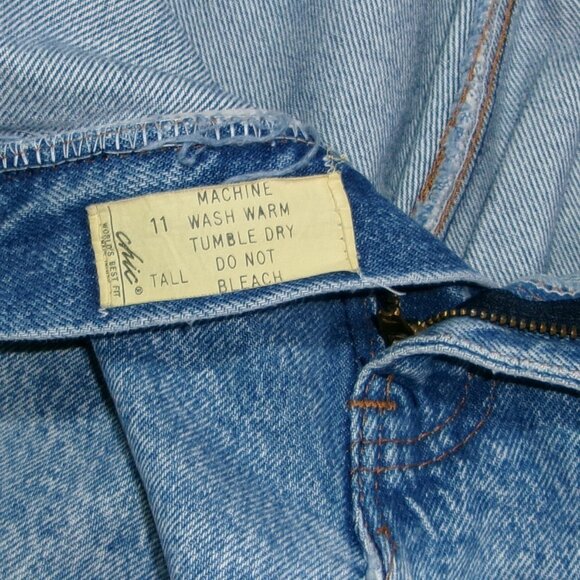 chic®
WORLD'S BEST FIT
11
TALL
MACHINE
WASH WARM
TUMBLE DRY
DO NOT
BLEACH